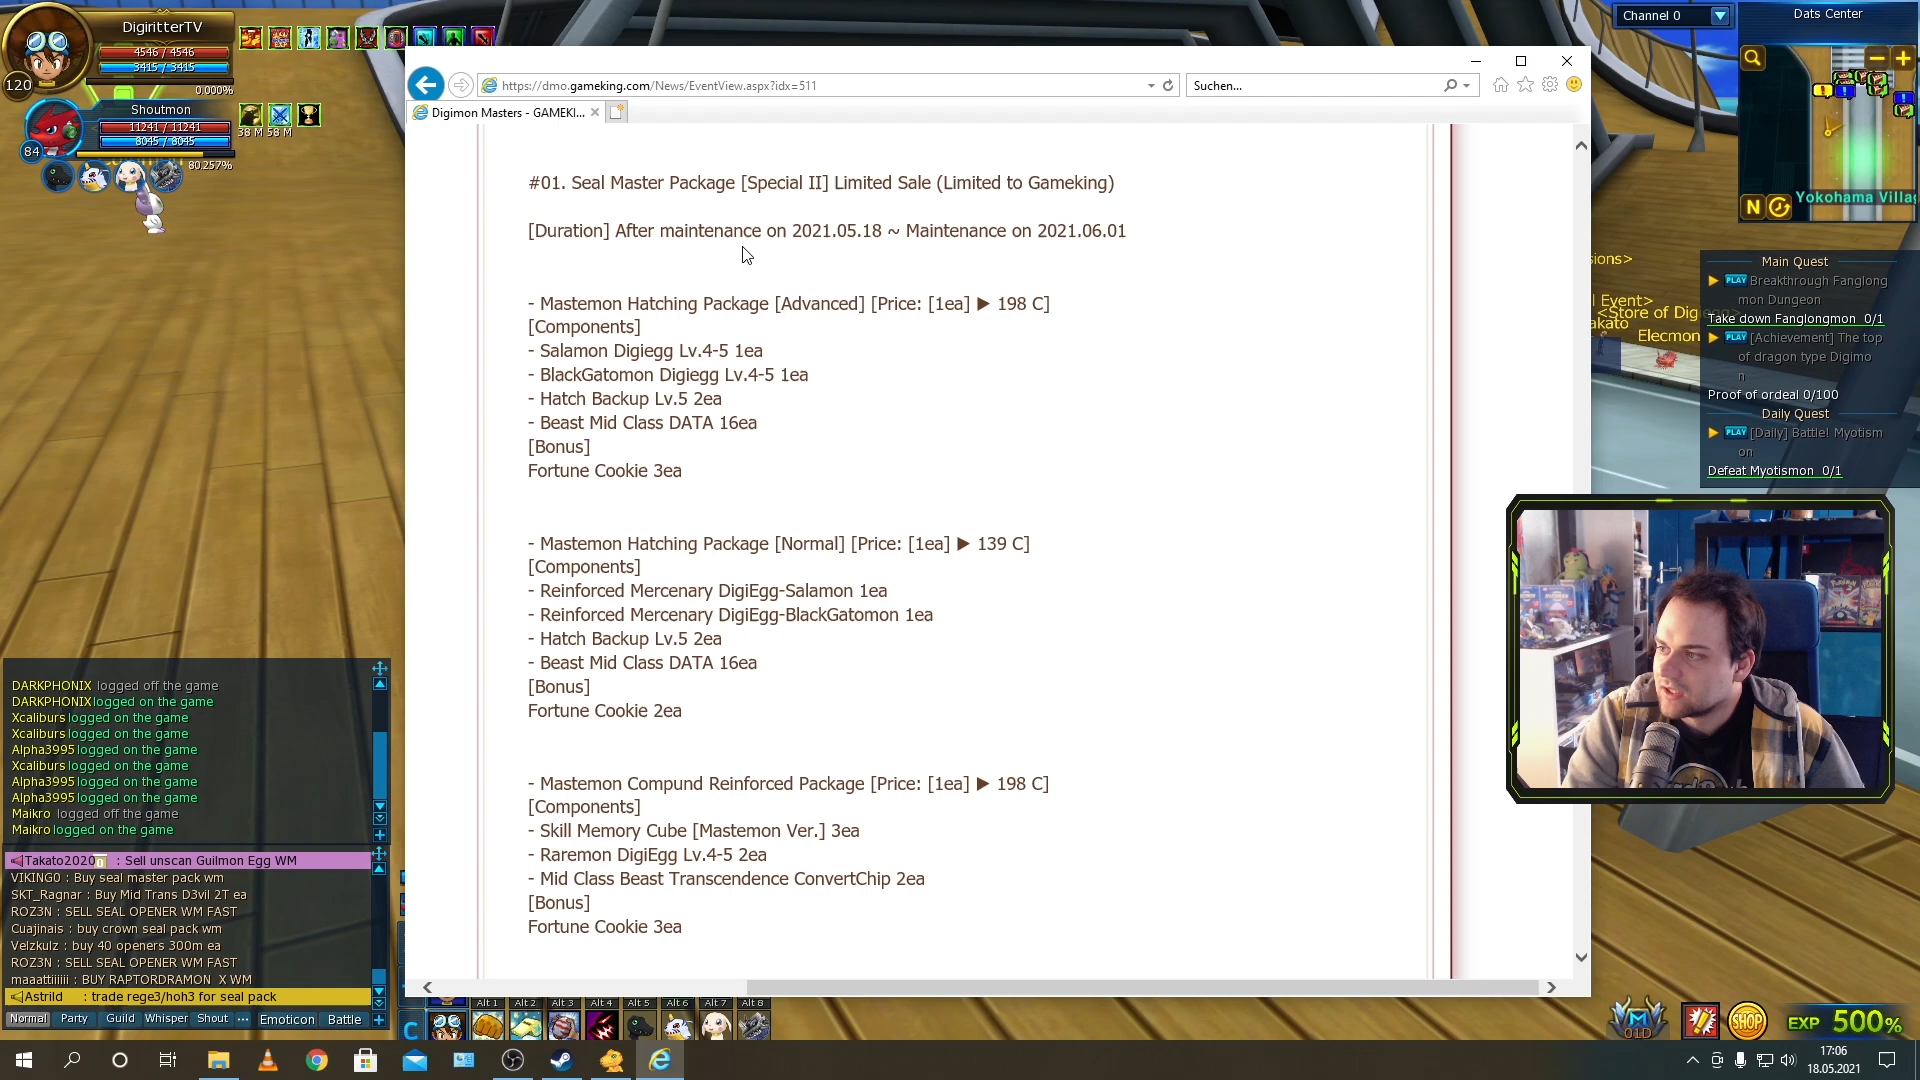 DigiritterTV
4546 / 4546
3415 / 3415
120
0.000%
Shoutmon
11241 / 11241
8045 / 8045
84
80.257%
38 M 58 M
https://dmo.gameking.com/News/EventView.aspx?idx=511
Suchen...
Digimon Masters - GAMEKI...
#01. Seal Master Package [Special II] Limited Sale (Limited to Gameking)
[Duration] After maintenance on 2021.05.18 ~ Maintenance on 2021.06.01
- Mastemon Hatching Package [Advanced] [Price: [1ea] ▶ 198 C]
[Components]
- Salamon Digiegg Lv.4-5 1ea
- BlackGatomon Digiegg Lv.4-5 1ea
- Hatch Backup Lv.5 2ea
- Beast Mid Class DATA 16ea
[Bonus]
Fortune Cookie 3ea
- Mastemon Hatching Package [Normal] [Price: [1ea] ▶ 139 C]
[Components]
- Reinforced Mercenary DigiEgg-Salamon 1ea
- Reinforced Mercenary DigiEgg-BlackGatomon 1ea
- Hatch Backup Lv.5 2ea
- Beast Mid Class DATA 16ea
[Bonus]
Fortune Cookie 2ea
- Mastemon Compund Reinforced Package [Price: [1ea] ▶ 198 C]
[Components]
- Skill Memory Cube [Mastemon Ver.] 3ea
- Raremon DigiEgg Lv.4-5 2ea
- Mid Class Beast Transcendence ConvertChip 2ea
[Bonus]
Fortune Cookie 3ea
Channel 0
Dats Center
N
Yokohama Villag
sions>
l Event>
<Store of Digi
akato
Elecmon
Main Quest
PLAY Breakthrough Fanglong
mon Dungeon
Take down Fanglongmon 0/1
PLAY [Achievement] The top
of dragon type Digimo
n
Proof of ordeal 0/100
Daily Quest
PLAY [Daily] Battle! Myotism
on
Defeat Myotismon 0/1
DARKPHONIX logged off the game
DARKPHONIX logged on the game
Xcaliburs logged on the game
Xcaliburs logged on the game
Alpha3995 logged on the game
Xcaliburs logged on the game
Alpha3995 logged on the game
Alpha3995 logged on the game
Maikro logged off the game
Maikro logged on the game
Takato2020 : Sell unscan Guilmon Egg WM
VIKING0 : Buy seal master pack wm
SKT_Ragnar : Buy Mid Trans D3vil 2T ea
ROZ3N : SELL SEAL OPENER WM FAST
Cuajinais : buy crown seal pack wm
Velzkulz : buy 40 openers 300m ea
ROZ3N : SELL SEAL OPENER WM FAST
maaattiiiiii : BUY RAPTORDRAMON_X WM
Astrild : trade rege3/hoh3 for seal pack
Normal Party Guild Whisper Shout ... Emoticon Battle
Alt 1 Alt 2 Alt 3 Alt 4 Alt 5 Alt 6 Alt 7 Alt 8
C
M
01D
SHOP
EXP 500%
17:06
18.05.2021